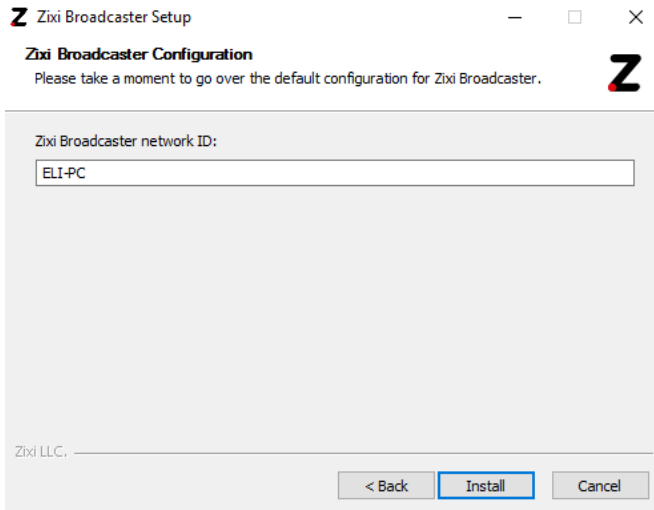 Z Zixi Broadcaster Setup
Zixi Broadcaster Configuration
Please take a moment to go over the default configuration for Zixi Broadcaster.
Z
Zixi Broadcaster network ID:
ELI-PC
Zixi LLC.
< Back
Install
Cancel